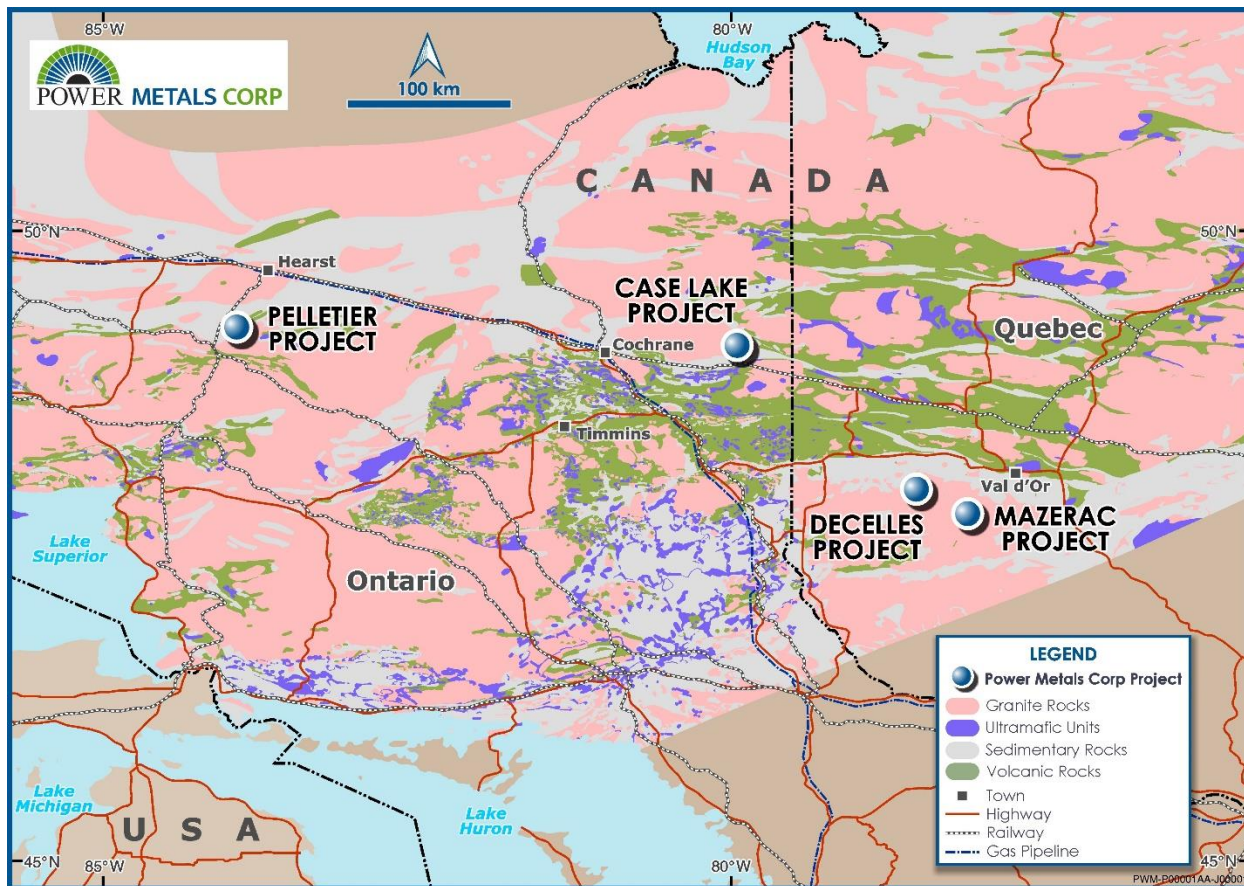 85°W
80°W
Hudson
Bay
POWER METALS CORP
100 km
CANADA
50°N
50°N
Hearst
PELLETIER
PROJECT
CASE LAKE
PROJECT
Cochrane
Quebec
Timmins
Val d'Or
DECELLES
PROJECT
MAZERAC
PROJECT
Lake
Superior
Ontario
LEGEND
Power Metals Corp Project
Granite Rocks
Ultramafic Units
Sedimentary Rocks
Volcanic Rocks
Town
Highway
Railway
Gas Pipeline
Lake
Michigan
USA
Lake
Huron
45°N
85°W
80°W
45°N